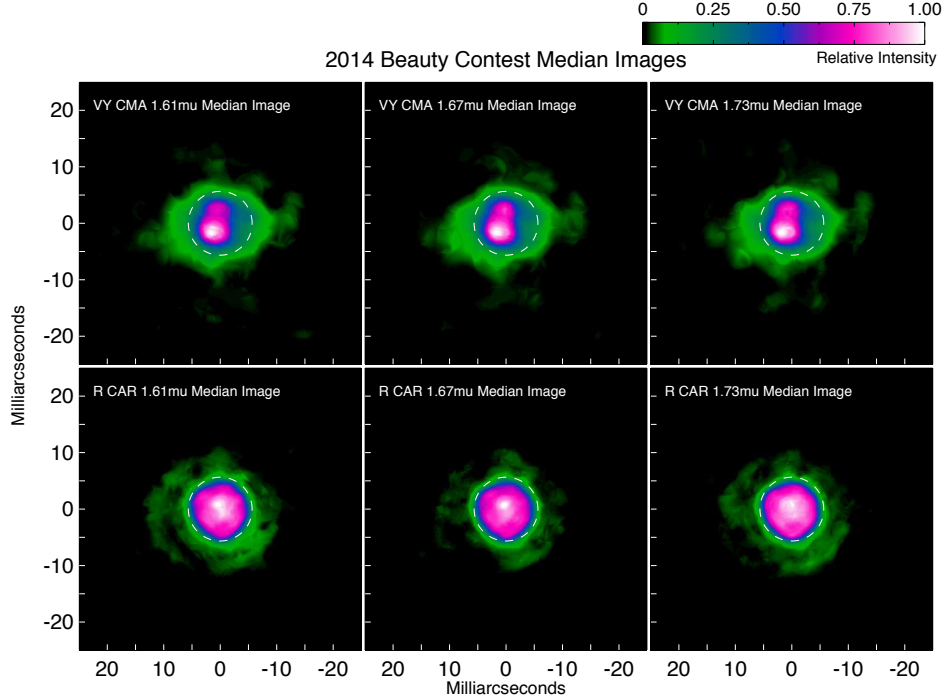 0 0.25 0.50 0.75 1.00
Relative Intensity
2014 Beauty Contest Median Images
VY CMA 1.61mu Median Image
VY CMA 1.67mu Median Image
VY CMA 1.73mu Median Image
20
10
0
-10
-20
R CAR 1.61mu Median Image
R CAR 1.67mu Median Image
R CAR 1.73mu Median Image
20
10
0
-10
-20
Milliarcseconds
20 10 0 -10 -20
20 10 0 -10 -20
20 10 0 -10 -20
Milliarcseconds